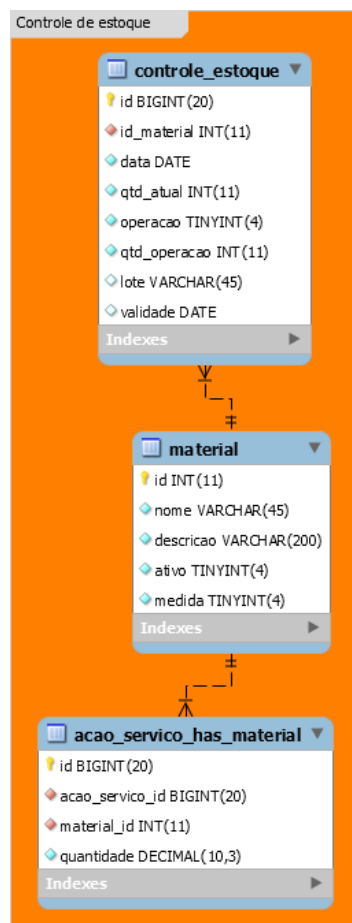 Controle de estoque
controle_estoque
id BIGINT(20)
id_material INT(11)
data DATE
qtd_atual INT(11)
operacao TINYINT(4)
qtd_operacao INT(11)
lote VARCHAR(45)
validade DATE
Indexes
material
id INT(11)
nome VARCHAR(45)
descricao VARCHAR(200)
ativo TINYINT(4)
medida TINYINT(4)
Indexes
acao_servico_has_material
id BIGINT(20)
acao_servico_id BIGINT(20)
material_id INT(11)
quantidade DECIMAL(10,3)
Indexes